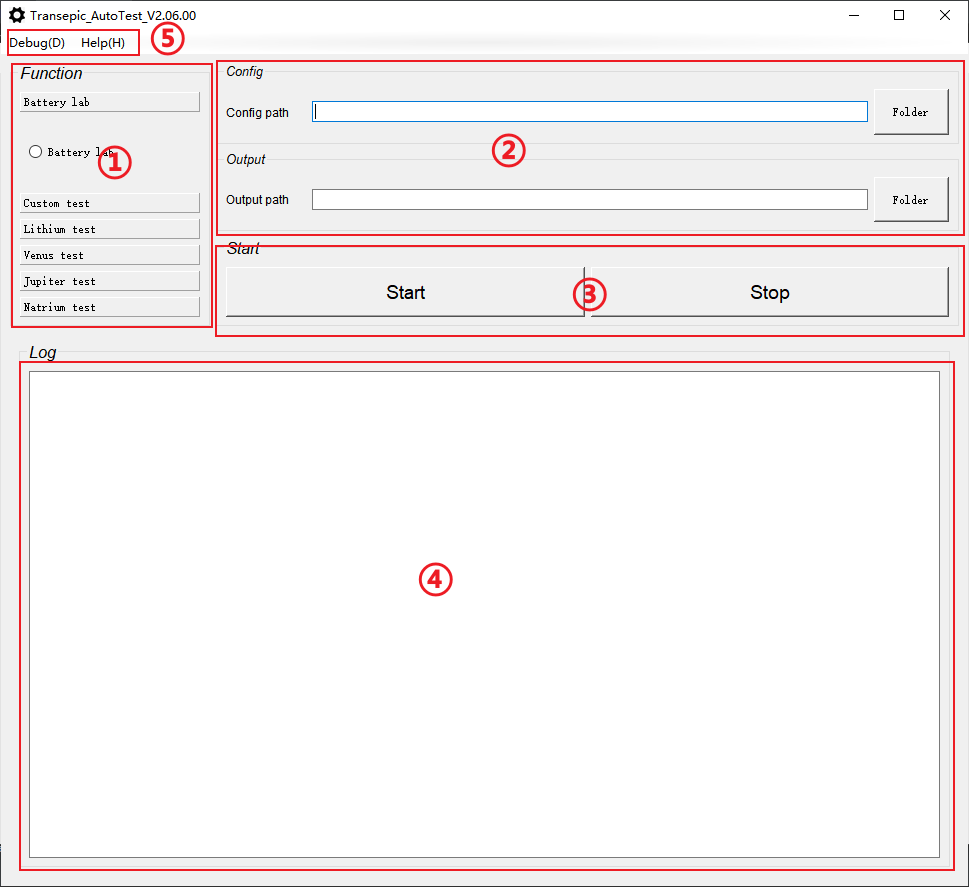 Transepic_AutoTest_V2.06.00
Debug(D) Help(H) ⑤
Function
Battery lab
Battery lab
①
Custom test
Lithium test
Venus test
Jupiter test
Natrium test
Config
Config path
Folder
②
Output
Output path
Folder
Start
Start
③
Stop
Log
④